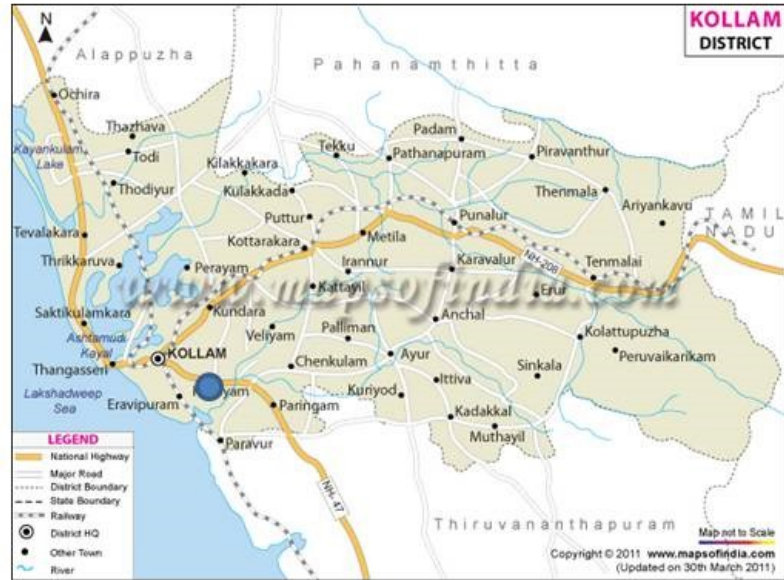 KOLLAM
DISTRICT
N
Alappuzha
Pahanamthitta
Ochira
Thazhava
Todi
Kayankulam
Lake
Kilakkakara
Tekku
Padam
Pathanapuram
Piravanthur
Thodiyur
Kulakkada
Thenmala
Ariyankavu
Puttur
Punalur
TAMIL
NADU
Tevalakara
Kottarakara
Metila
Thrikkaruva
Perayam
Irannur
Karavalur
NH-208
Tenmalai
Kattayil
Erur
www.mapsofindia.com
Saktikulamkara
Kundara
Veliyam
Palliman
Anchal
Kolattupuzha
Ashtamudi
Kayal
KOLLAM
Thangasseri
Chenkulam
Ayur
Sinkala
Peruvaikarikam
Lakshadweep
Sea
Eravipuram
Paringam
Kuriyod
Ittiva
Kadakkal
Muthayil
Paravur
NH-47
Thiruvananthapuram
LEGEND
National Highway
Major Road
District Boundary
State Boundary
Railway
District HQ
Other Town
River
Map not to Scale
Copyright © 2011 www.mapsofindia.com
(Updated on 30th March 2011)